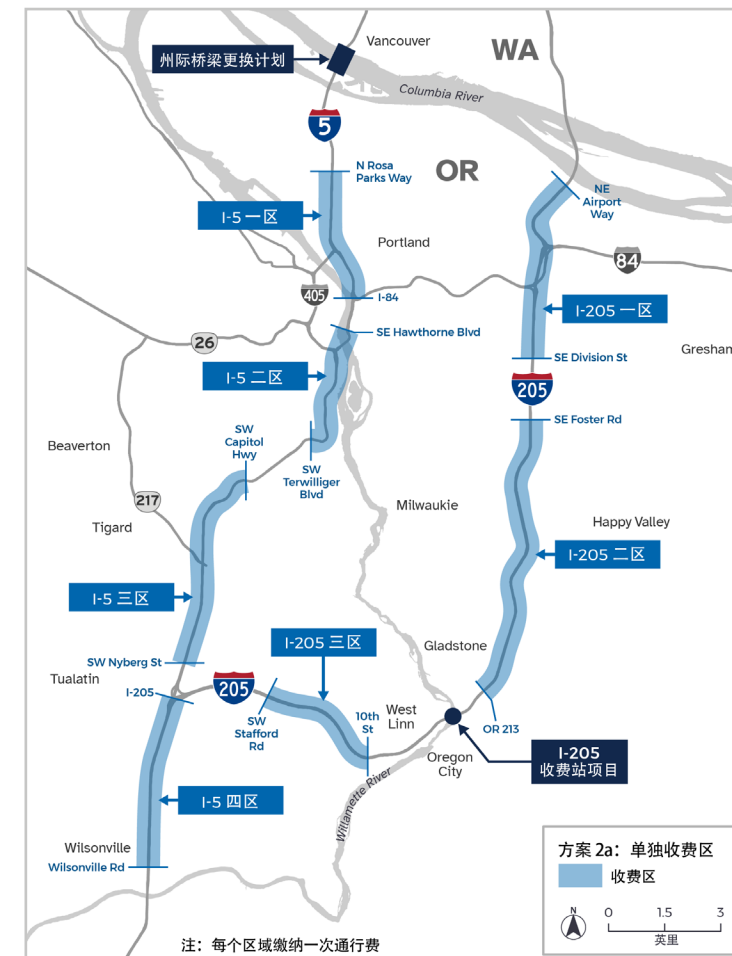 Vancouver
WA
州际桥梁更换计划
Columbia River
5
N Rosa
Parks Way
OR
NE
Airport
Way
I-5 一区
Portland
84
405
I-84
I-205 一区
SE Hawthorne Blvd
26
Gresham
SE Division St
I-5 二区
205
SE Foster Rd
SW
Capitol
Hwy
Beaverton
SW
Terwilliger
Blvd
217
Milwaukie
Tigard
Happy Valley
I-205 二区
I-5 三区
I-205 三区
Gladstone
SW Nyberg St
Tualatin
I-205
205
SW
Stafford
Rd
10th
St
West
Linn
OR 213
Oregon
City
I-205
收费站项目
Willamette River
I-5 四区
Wilsonville
Wilsonville Rd
方案 2a：单独收费区
收费区
N
0 1.5 3
英里
注：每个区域缴纳一次通行费